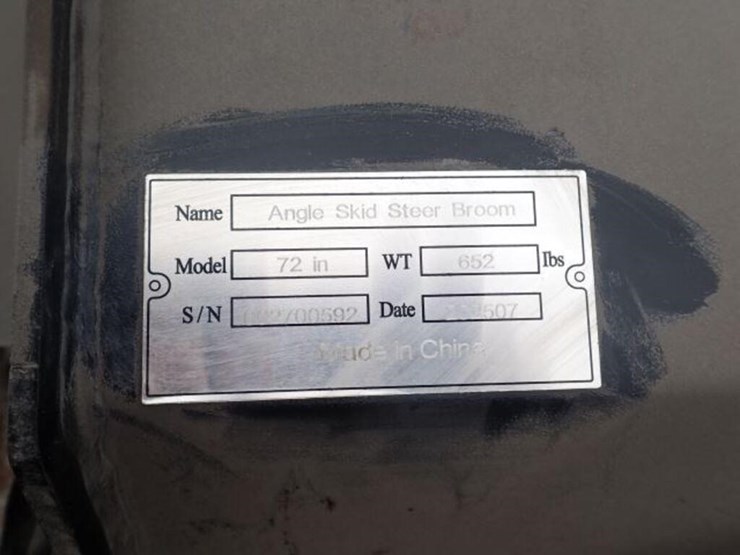 Name Angle Skid Steer Broom
Model 72 in WT 652 lbs
S/N Date
Made in China